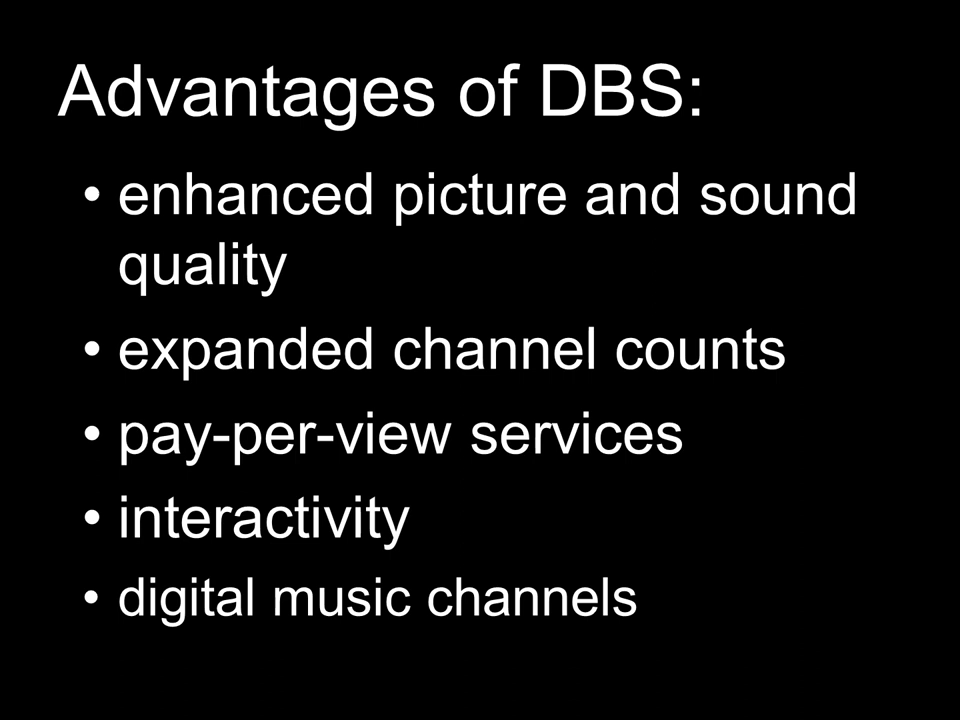 Advantages of DBS:
• enhanced picture and sound
quality
• expanded channel counts
• pay-per-view services
• interactivity
• digital music channels